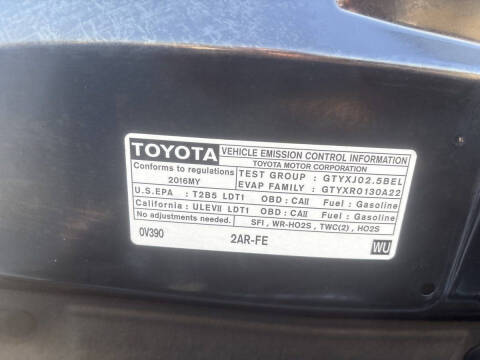 TOYOTA VEHICLE EMISSION CONTROL INFORMATION
TOYOTA MOTOR CORPORATION
Conforms to regulations
2016MY
TEST GROUP : GTYXJ02.5BEL
EVAP FAMILY : GTYXR0130A22
U.S.EPA : T2B5 LDT1 OBD : CAII Fuel : Gasoline
California : ULEVII LDT1 OBD : CAII Fuel : Gasoline
No adjustments needed. SFI , WR-HO2S , TWC(2) , HO2S
0V390 2AR-FE WU